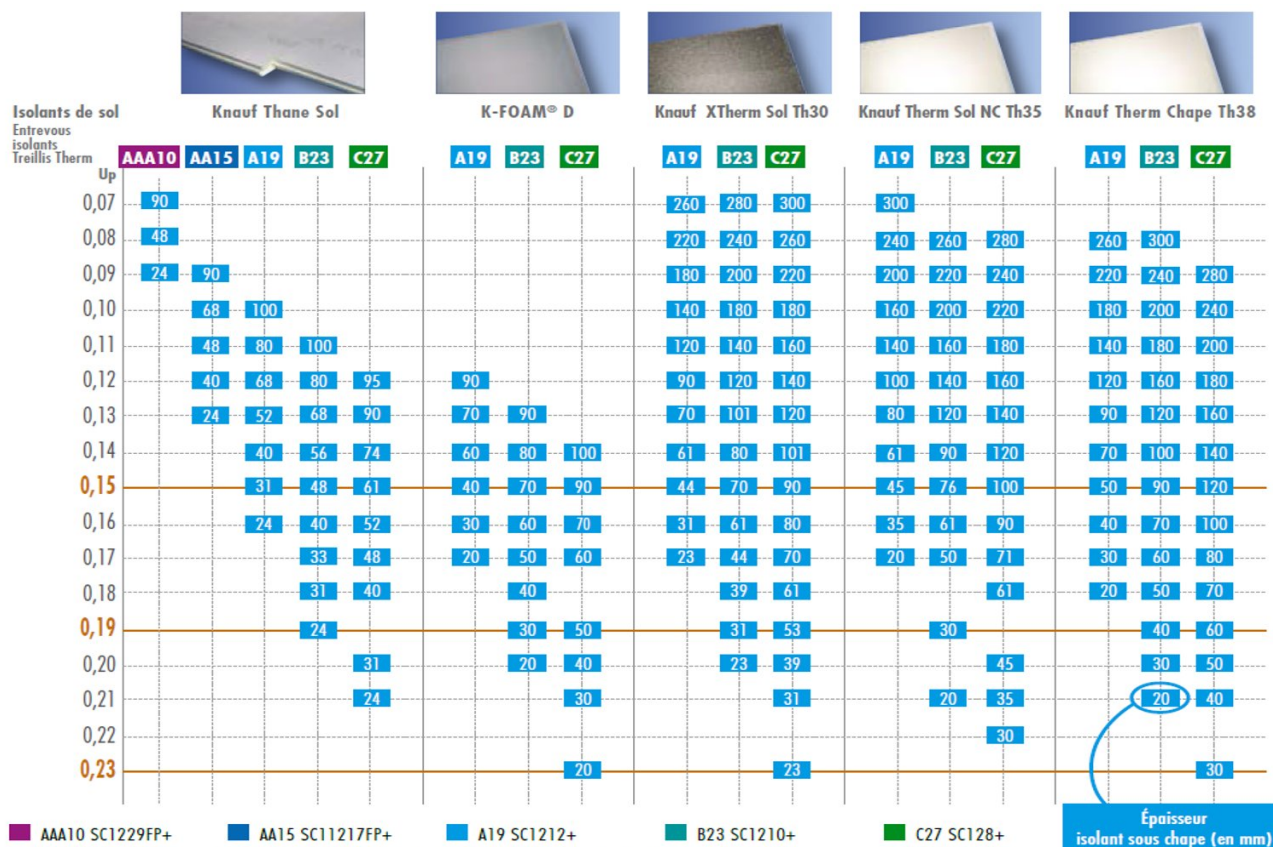 Isolants de sol
Knauf Thane Sol K-FOAM® D Knauf XTherm Sol Th30 Knauf Therm Sol NC Th35 Knauf Therm Chape Th38
Entrevous
isolants
Treillis Therm
AAA10 AA15 A19 B23 C27 A19 B23 C27 A19 B23 C27 A19 B23 C27 A19 B23 C27
Up
0,07 90 260 280 300 300
0,08 48 220 240 260 240 260 280 260 300
0,09 24 90 180 200 220 200 220 240 220 240 280
0,10 68 100 140 180 180 160 200 220 180 200 240
0,11 48 80 100 120 140 160 140 160 180 140 180 200
0,12 40 68 80 95 90 90 120 140 100 140 160 120 160 180
0,13 24 52 68 90 70 90 70 101 120 80 120 140 90 120 160
0,14 40 56 74 60 80 100 61 80 101 61 90 120 70 100 140
0,15 31 48 61 40 70 90 44 70 90 45 76 100 50 90 120
0,16 24 40 52 30 60 70 31 61 80 35 61 90 40 70 100
0,17 33 48 20 50 60 23 44 70 20 50 71 30 60 80
0,18 31 40 40 39 61 61 20 50 70
0,19 24 30 50 31 53 30 40 60
0,20 31 20 40 23 39 45 30 50
0,21 24 30 31 20 35 20 40
0,22 30
0,23 20 23 30
AAA10 SC1229FP+ AA15 SC11217FP+ A19 SC1212+ B23 SC1210+ C27 SC128+
Épaisseur
isolant sous chape (en mm)